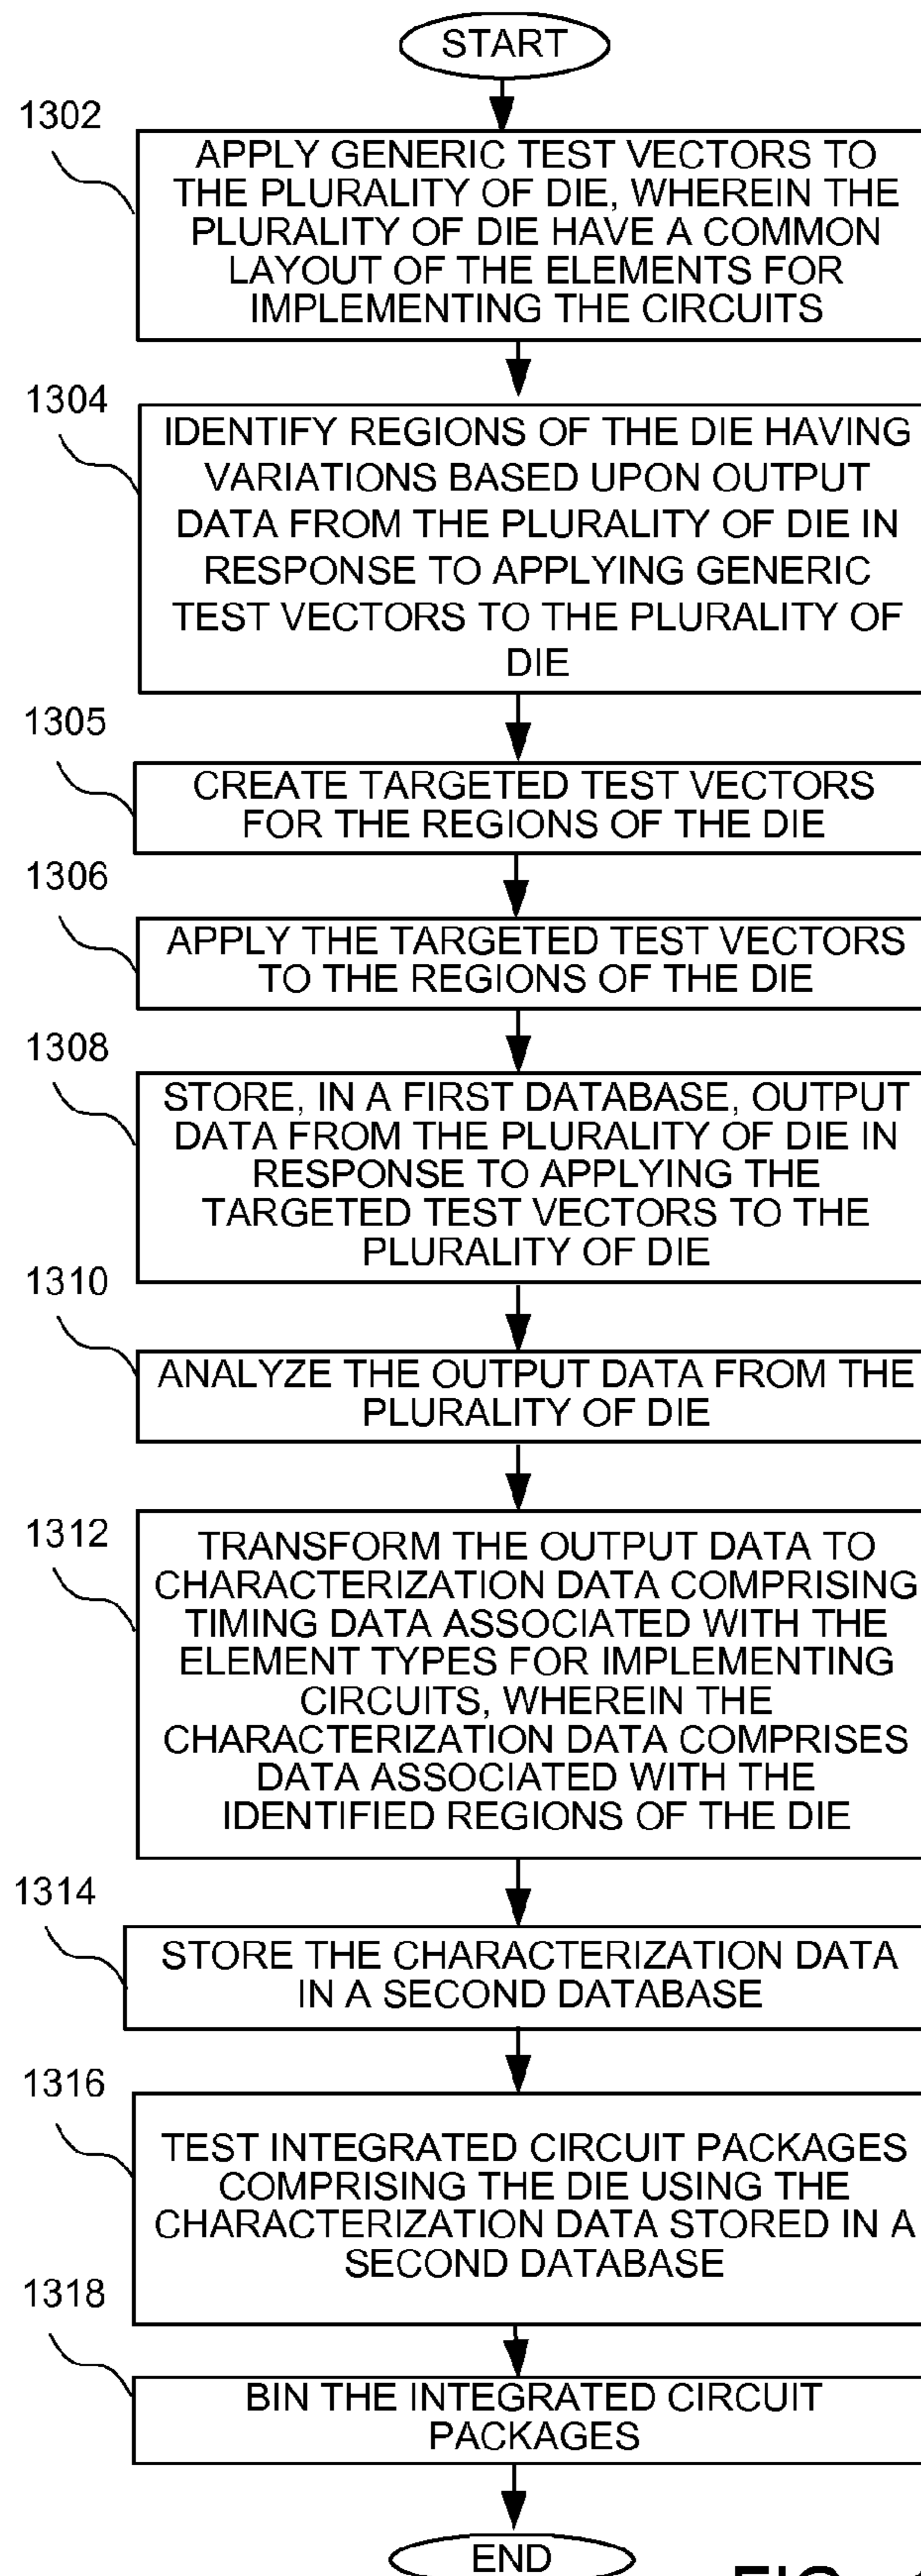 START
1302
APPLY GENERIC TEST VECTORS TO
THE PLURALITY OF DIE, WHEREIN THE
PLURALITY OF DIE HAVE A COMMON
LAYOUT OF THE ELEMENTS FOR
IMPLEMENTING THE CIRCUITS
1304
IDENTIFY REGIONS OF THE DIE HAVING
VARIATIONS BASED UPON OUTPUT
DATA FROM THE PLURALITY OF DIE IN
RESPONSE TO APPLYING GENERIC
TEST VECTORS TO THE PLURALITY OF
DIE
1305
CREATE TARGETED TEST VECTORS
FOR THE REGIONS OF THE DIE
1306
APPLY THE TARGETED TEST VECTORS
TO THE REGIONS OF THE DIE
1308
STORE, IN A FIRST DATABASE, OUTPUT
DATA FROM THE PLURALITY OF DIE IN
RESPONSE TO APPLYING THE
TARGETED TEST VECTORS TO THE
PLURALITY OF DIE
1310
ANALYZE THE OUTPUT DATA FROM THE
PLURALITY OF DIE
1312
TRANSFORM THE OUTPUT DATA TO
CHARACTERIZATION DATA COMPRISING
TIMING DATA ASSOCIATED WITH THE
ELEMENT TYPES FOR IMPLEMENTING
CIRCUITS, WHEREIN THE
CHARACTERIZATION DATA COMPRISES
DATA ASSOCIATED WITH THE
IDENTIFIED REGIONS OF THE DIE
1314
STORE THE CHARACTERIZATION DATA
IN A SECOND DATABASE
1316
TEST INTEGRATED CIRCUIT PACKAGES
COMPRISING THE DIE USING THE
CHARACTERIZATION DATA STORED IN A
SECOND DATABASE
1318
BIN THE INTEGRATED CIRCUIT
PACKAGES
END
FIG.